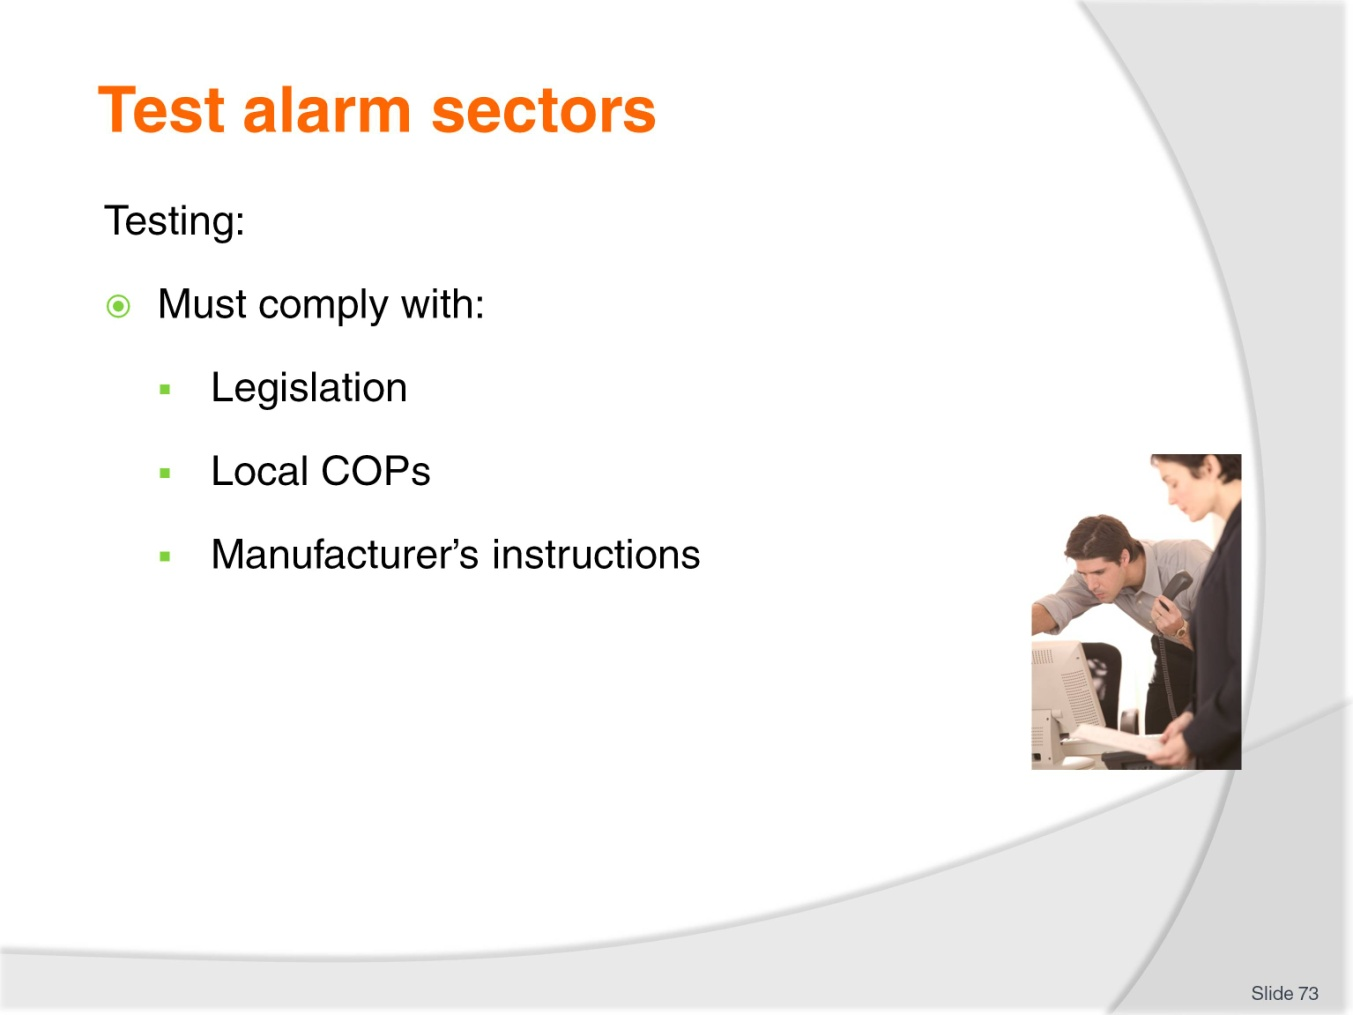 Test alarm sectors
Testing:
Must comply with:
Legislation
Local COPs
Manufacturer’s instructions
Slide 73